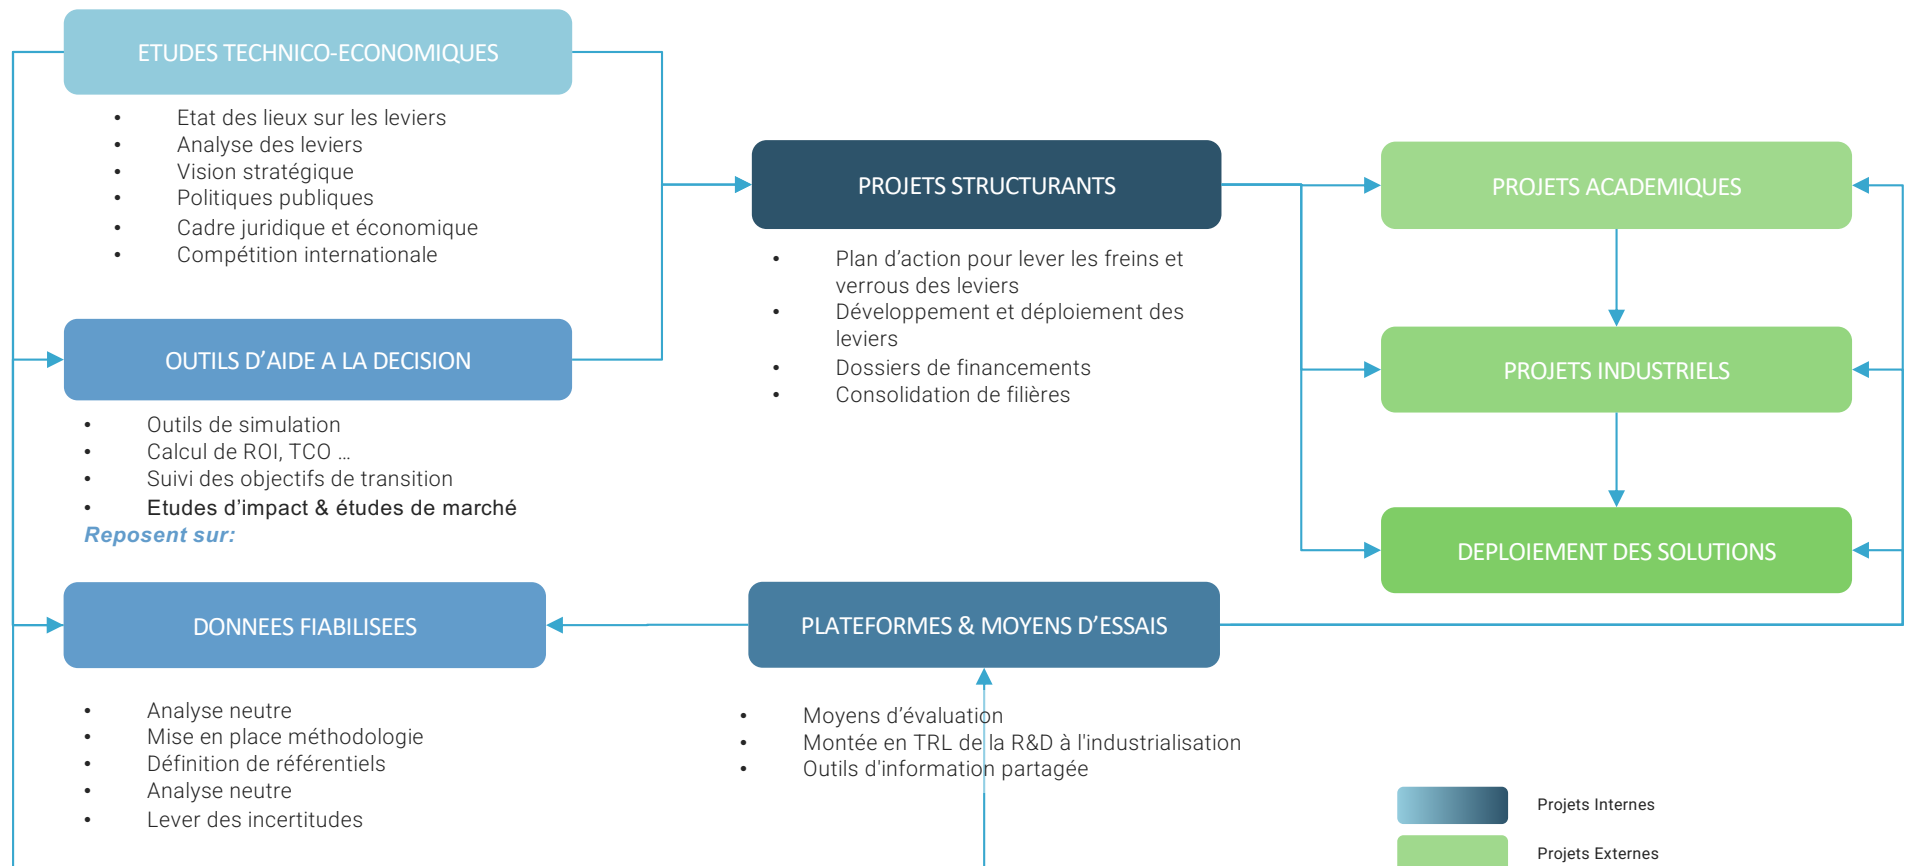 ETUDES TECHNICO-ECONOMIQUES
• Etat des lieux sur les leviers
• Analyse des leviers
• Vision stratégique
• Politiques publiques
• Cadre juridique et économique
• Compétition internationale
OUTILS D’AIDE A LA DECISION
• Outils de simulation
• Calcul de ROI, TCO …
• Suivi des objectifs de transition
• Etudes d’impact & études de marché
Reposent sur:
DONNEES FIABILISEES
• Analyse neutre
• Mise en place méthodologie
• Définition de référentiels
• Analyse neutre
• Lever des incertitudes
PROJETS STRUCTURANTS
• Plan d’action pour lever les freins et
verrous des leviers
• Développement et déploiement des
leviers
• Dossiers de financements
• Consolidation de filières
PLATEFORMES & MOYENS D’ESSAIS
• Moyens d’évaluation
• Montée en TRL de la R&D à l'industrialisation
• Outils d'information partagée
PROJETS ACADEMIQUES
PROJETS INDUSTRIELS
DEPLOIEMENT DES SOLUTIONS
Projets Internes
Projets Externes